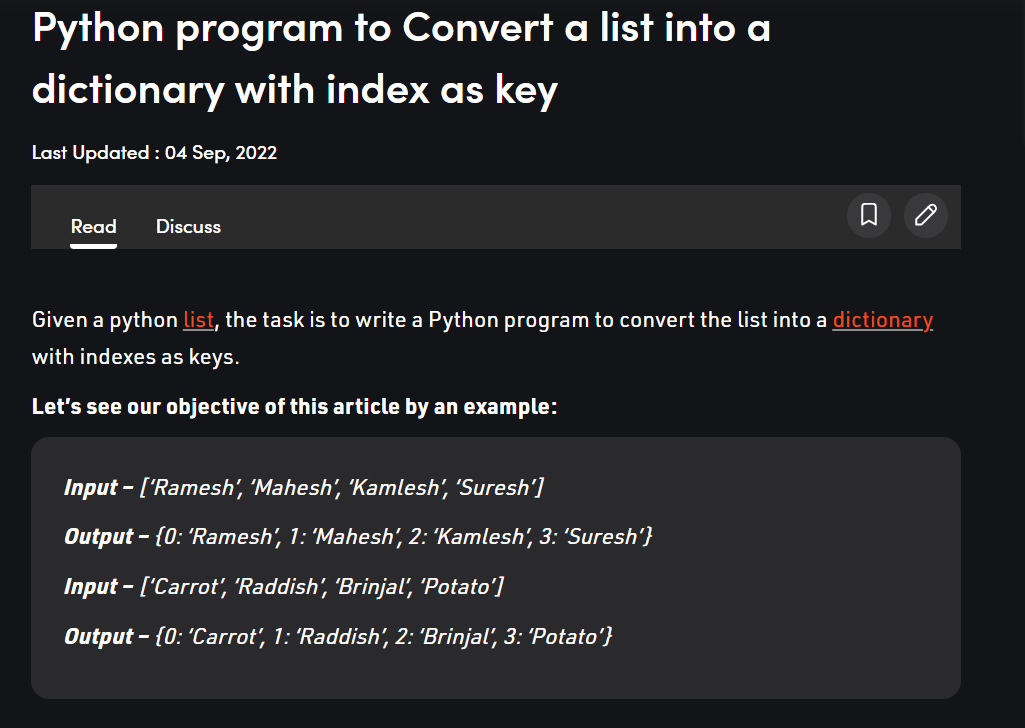 Python program to Convert a list into a
dictionary with index as key
Last Updated : 04 Sep, 2022
Read Discuss
Given a python list, the task is to write a Python program to convert the list into a dictionary
with indexes as keys.
Let’s see our objective of this article by an example:
Input – [‘Ramesh’, ‘Mahesh’, ‘Kamlesh’, ‘Suresh’]
Output – {0: ‘Ramesh’, 1: ‘Mahesh’, 2: ‘Kamlesh’, 3: ‘Suresh’}
Input – [‘Carrot’, ‘Raddish’, ‘Brinjal’, ‘Potato’]
Output – {0: ‘Carrot’, 1: ‘Raddish’, 2: ‘Brinjal’, 3: ‘Potato’}